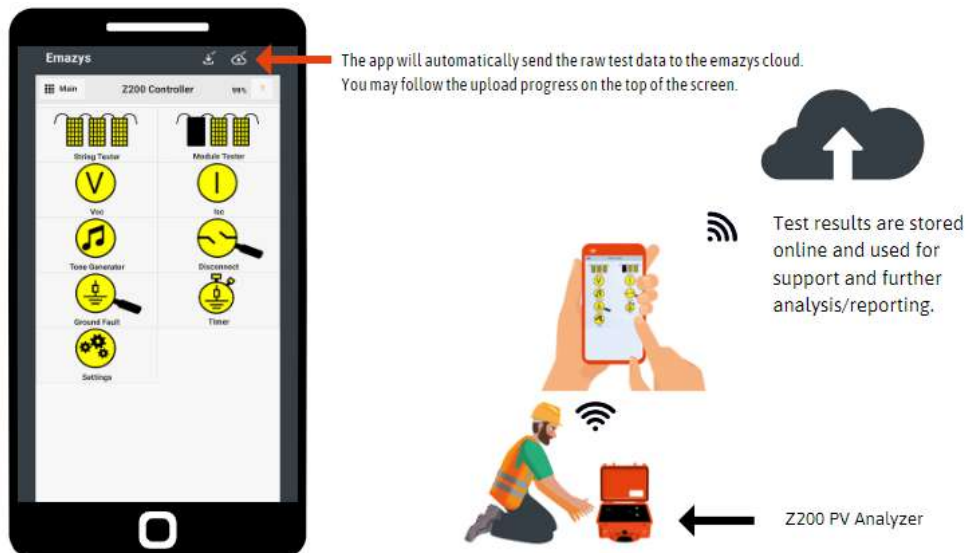 Emazys
The app will automatically send the raw test data to the emazys cloud.
You may follow the upload progress on the top of the screen.
Main
Z200 Controller
99%
String Tester
Module Tester
V
I
Voc
Isc
Tone Generator
Disconnect
Ground Fault
Timer
Settings
Test results are stored
online and used for
support and further
analysis/reporting.
Z200 PV Analyzer